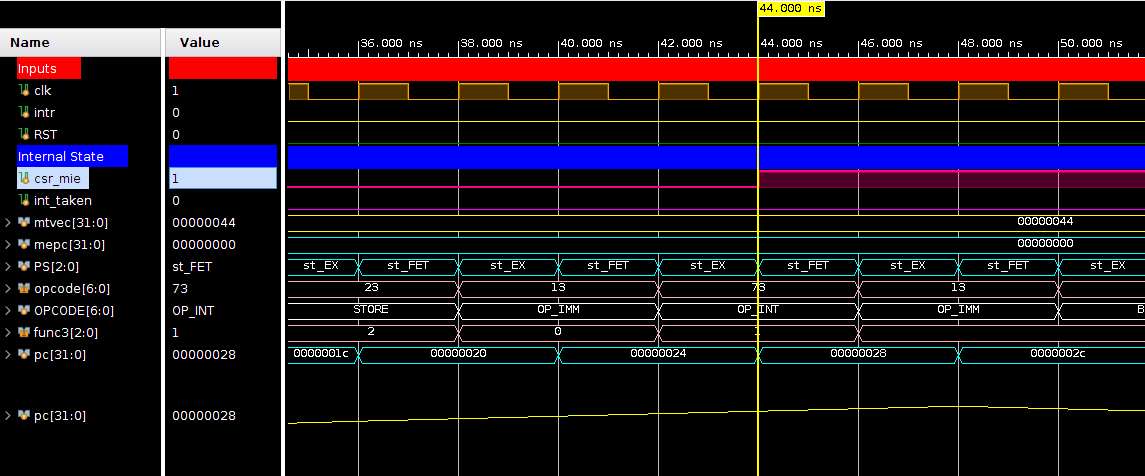 44.000 ns
Name Value
36.000 ns 38.000 ns 40.000 ns 42.000 ns 44.000 ns 46.000 ns 48.000 ns 50.000 ns
Inputs
clk 1
intr 0
RST 0
Internal State
csr_mie 1
int_taken 0
mtvec[31:0] 00000044 00000044
mepc[31:0] 00000000 00000000
PS[2:0] st_FET st_EX st_FET st_EX st_FET st_EX st_FET st_EX st_FET st_EX
opcode[6:0] 73 23 13 73 13
OPCODE[6:0] OP_INT STORE OP_IMM OP_INT OP_IMM B
func3[2:0] 1 2 0 1
pc[31:0] 00000028 0000001c 00000020 00000024 00000028 0000002c
pc[31:0] 00000028